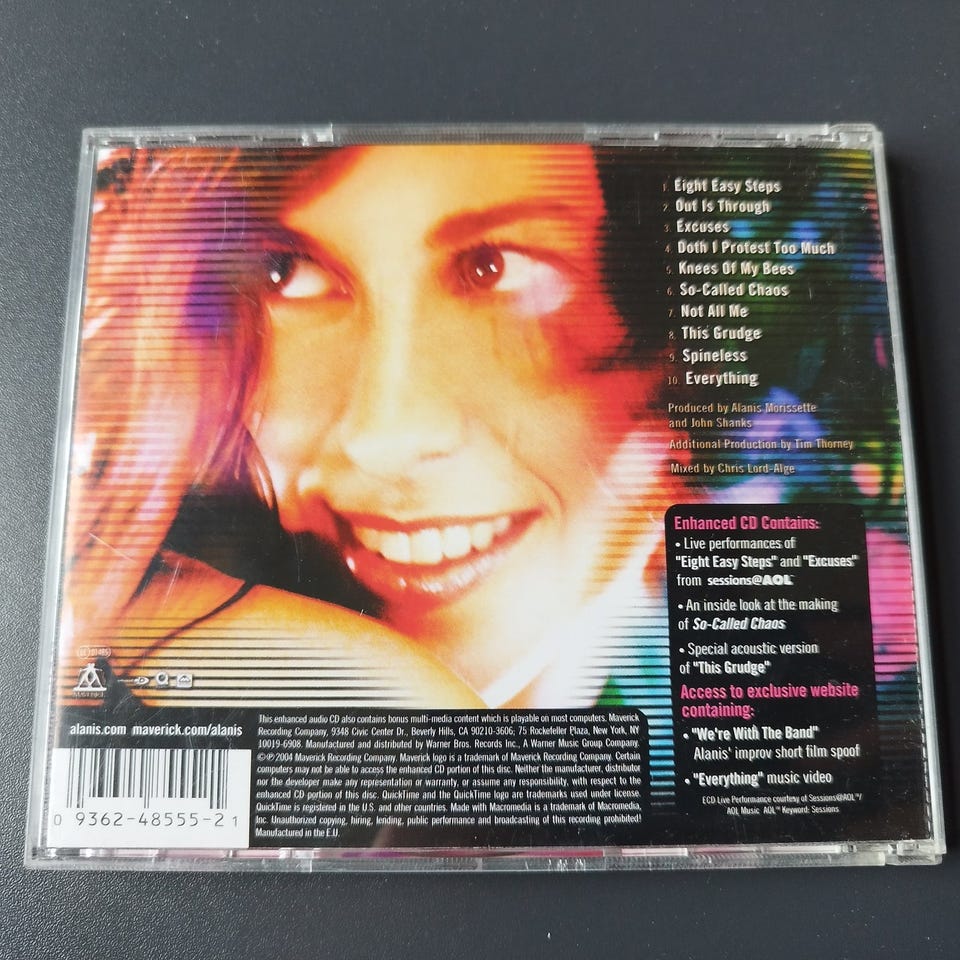 1. Eight Easy Steps
2. Out Is Through
3. Excuses
4. Doth I Protest Too Much
5. Knees Of My Bees
6. So-Called Chaos
7. Not All Me
8. This Grudge
9. Spineless
10. Everything
Produced by Alanis Morissette
and John Shanks
Additional Production by Tim Thorney
Mixed by Chris Lord-Alge
Enhanced CD Contains:
• Live performances of
"Eight Easy Steps" and "Excuses"
from sessions@AOL™
• An inside look at the making
of So-Called Chaos
• Special acoustic version
of "This Grudge"
Access to exclusive website
containing:
• "We're With The Band"
Alanis' improv short film spoof
• "Everything" music video
ECD Live Performance courtesy of Sessions@AOL™/
AOL Music AOL™ Keyword: Sessions
alanis.com maverick.com/alanis
0 9362-48555-2 1
This enhanced audio CD also contains bonus multi-media content which is playable on most computers. Maverick
Recording Company, 9348 Civic Center Dr., Beverly Hills, CA 90210-3606; 75 Rockefeller Plaza, New York, NY
10019-6908. Manufactured and distributed by Warner Bros. Records Inc., A Warner Music Group Company.
©℗ 2004 Maverick Recording Company. Maverick logo is a trademark of Maverick Recording Company. Certain
computers may not be able to access the enhanced CD portion of this disc. Neither the manufacturer, distributor
nor the developer make any representation or warranty, or assume any responsibility, with respect to the
enhanced CD portion of this disc. QuickTime and the QuickTime logo are trademarks used under license.
QuickTime is registered in the U.S. and other countries. Made with Macromedia is a trademark of Macromedia,
Inc. Unauthorized copying, hiring, lending, public performance and broadcasting of this recording prohibited!
Manufactured in the E.U.